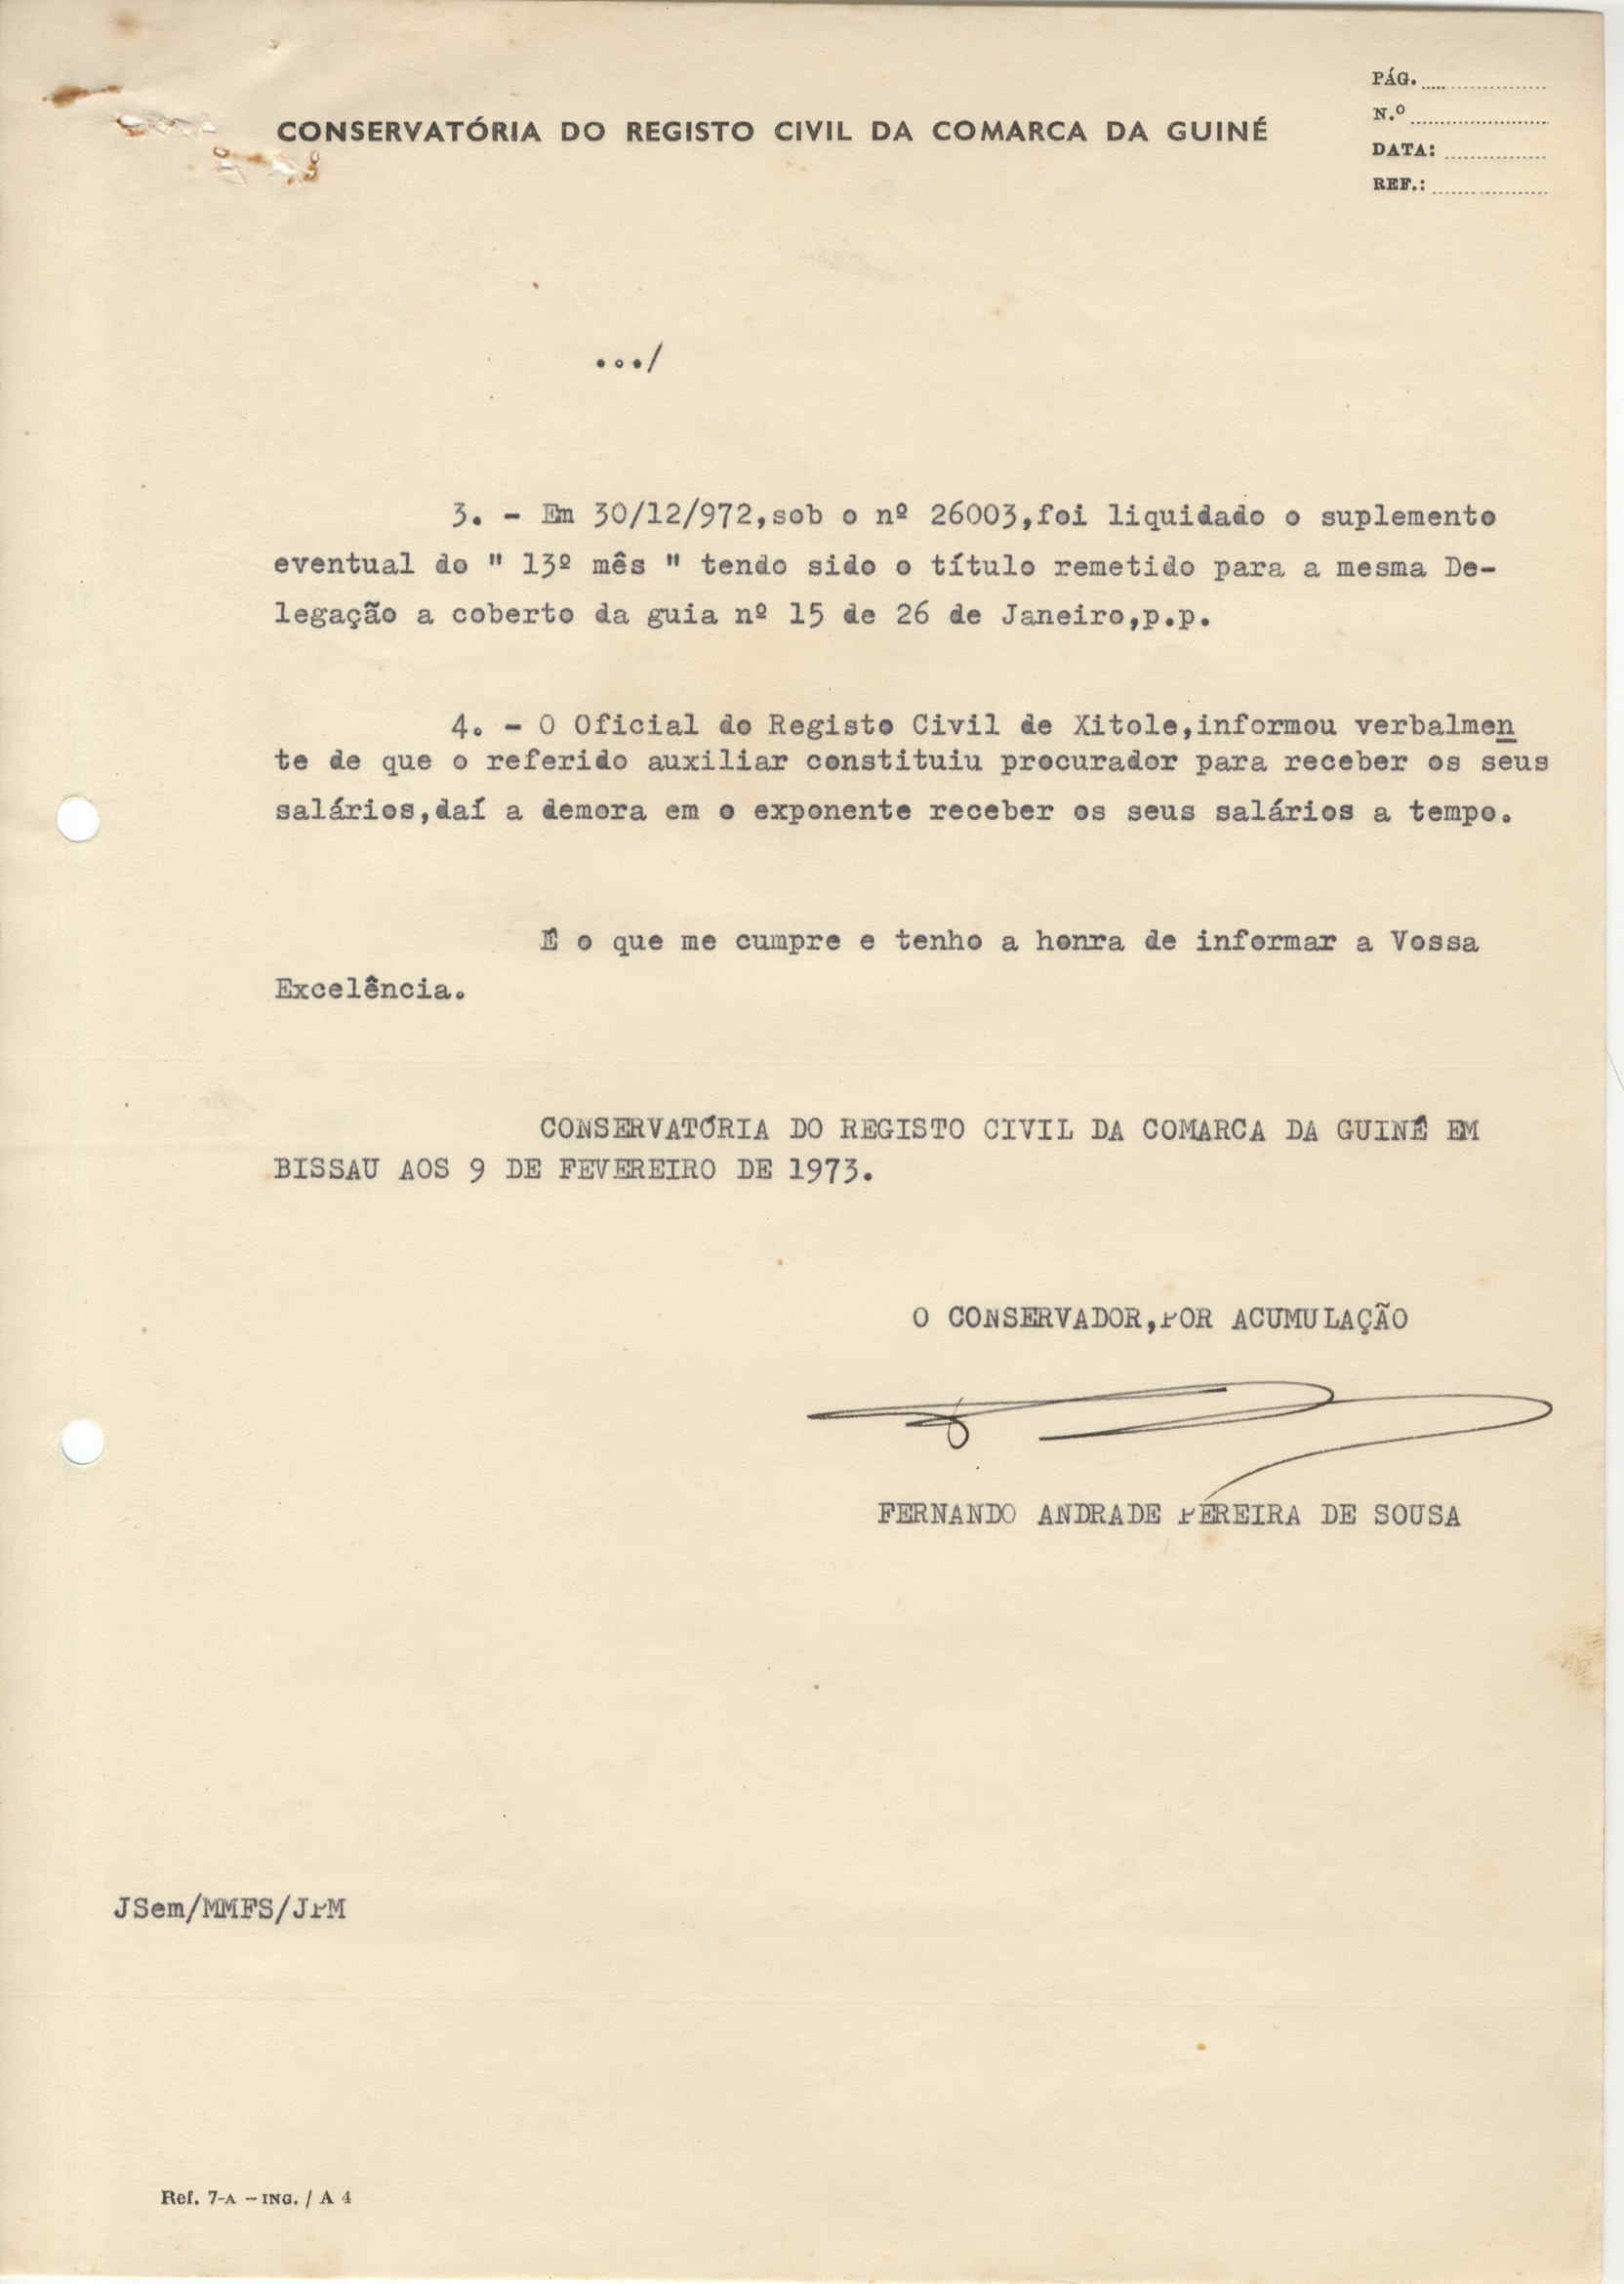 PÁG.
CONSERVATÓRIA DO REGISTO CIVIL DA COMARCA DA GUINÉ
N.º
DATA:
REF.:
.../
3. - Em 30/12/972,sob o nº 26003,foi liquidado o suplemento
eventual do " 13º mês " tendo sido o título remetido para a mesma De-
legação a coberto da guia nº 15 de 26 de Janeiro,p.p.
4. - O Oficial do Registo Civil de Xitole,informou verbalmen
te de que o referido auxiliar constituiu procurador para receber os seus
salários,daí a demora em o exponente receber os seus salários a tempo.
É o que me cumpre e tenho a honra de informar a Vossa
Excelência.
CONSERVATÓRIA DO REGISTO CIVIL DA COMARCA DA GUINÉ EM
BISSAU AOS 9 DE FEVEREIRO DE 1973.
O CONSERVADOR,POR ACUMULAÇÃO
FERNANDO ANDRADE PEREIRA DE SOUSA
JSem/MMFS/JPM
Ref. 7-A - ING. / A 4